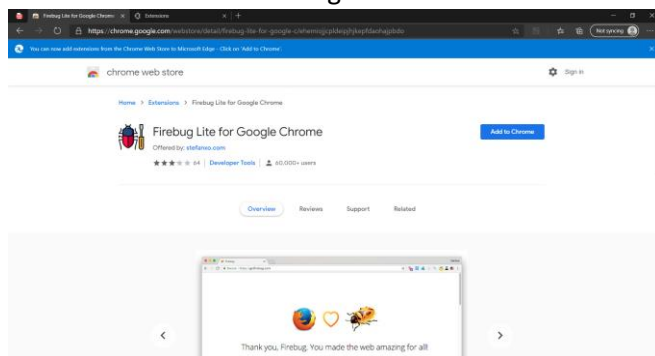 Firebug Lite for Google Chrome
Extensions
https://chrome.google.com/webstore/detail/firebug-lite-for-google-c/
Not syncing
You can now add extensions from the Chrome Web Store to Microsoft Edge - Click on 'Add to Chrome'.
chrome web store
Sign in
Home > Extensions > Firebug Lite for Google Chrome
Firebug Lite for Google Chrome
Add to Chrome
Offered by: stefanxo.com
64 | Developer Tools | 60,000+ users
Overview Reviews Support Related
Thank you, Firebug. You made the web amazing for all!